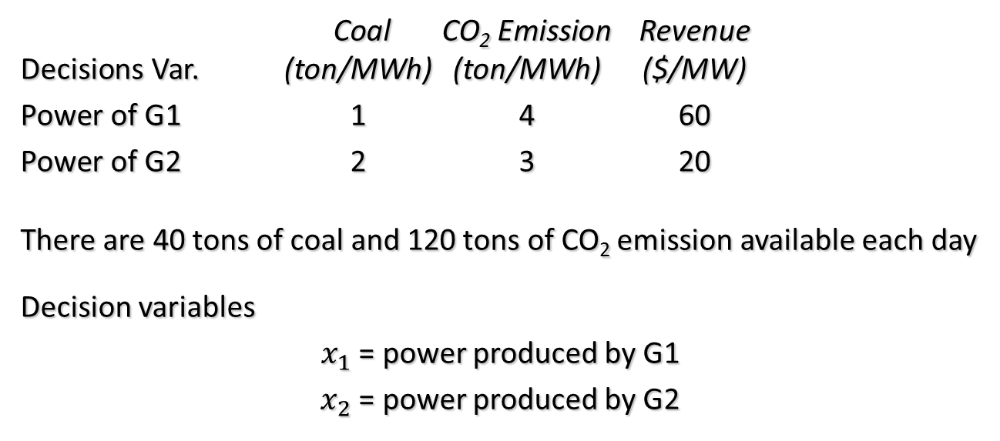 Coal CO₂ Emission Revenue
Decisions Var. (ton/MWh) (ton/MWh) ($/MW)
Power of G1 1 4 60
Power of G2 2 3 20
There are 40 tons of coal and 120 tons of CO₂ emission available each day
Decision variables
x₁ = power produced by G1
x₂ = power produced by G2